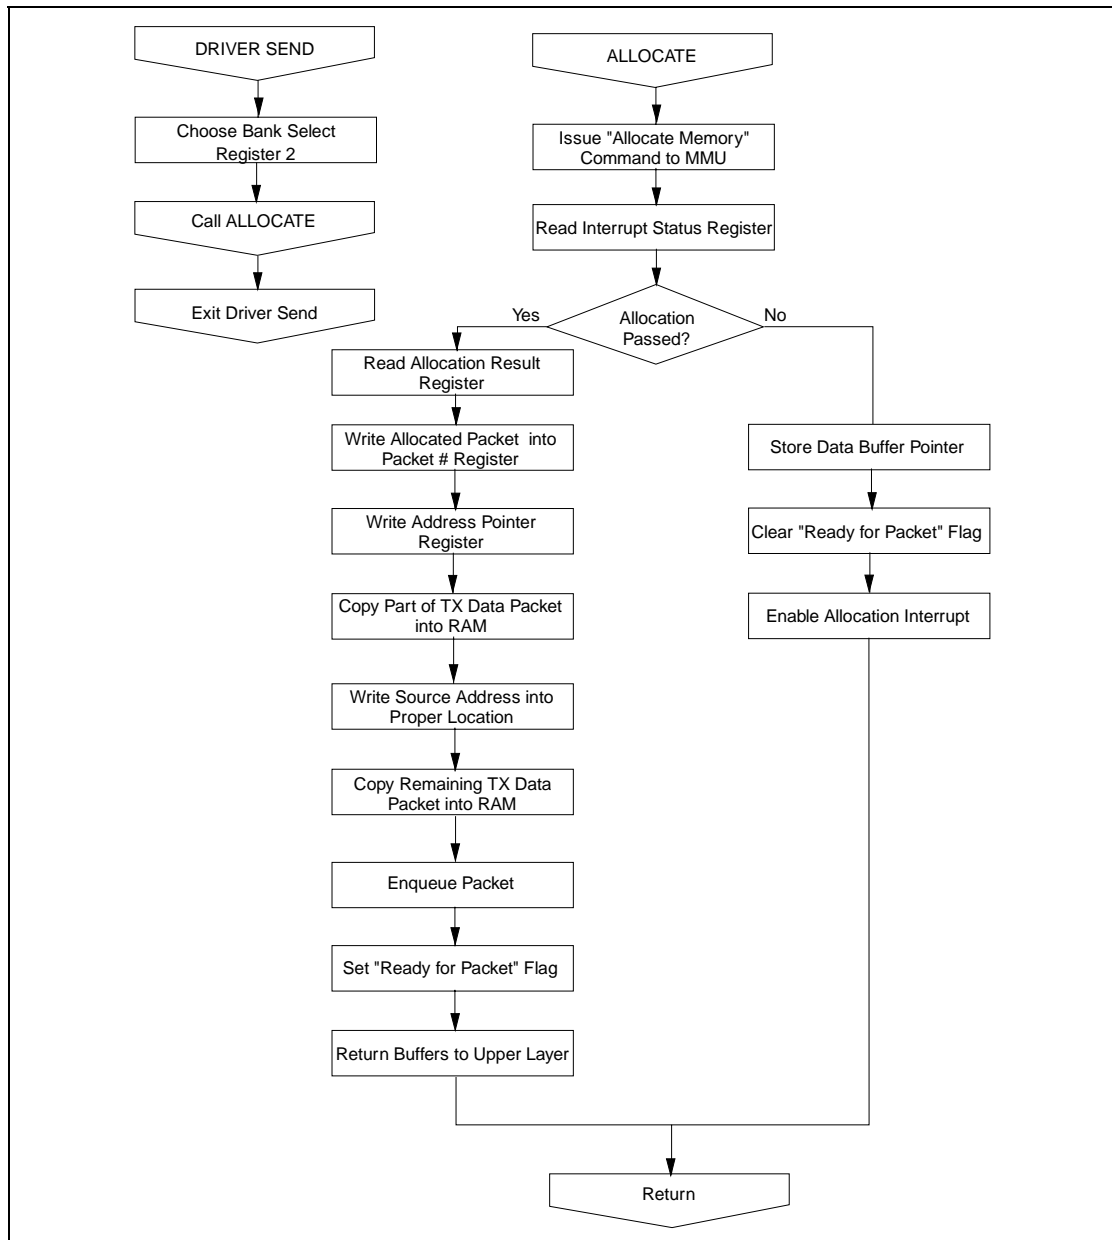 DRIVER SEND
Choose Bank Select
Register 2
Call ALLOCATE
Exit Driver Send
ALLOCATE
Issue "Allocate Memory"
Command to MMU
Read Interrupt Status Register
Allocation
Passed?
Yes
No
Read Allocation Result
Register
Write Allocated Packet into
Packet # Register
Write Address Pointer
Register
Copy Part of TX Data Packet
into RAM
Write Source Address into
Proper Location
Copy Remaining TX Data
Packet into RAM
Enqueue Packet
Set "Ready for Packet" Flag
Return Buffers to Upper Layer
Store Data Buffer Pointer
Clear "Ready for Packet" Flag
Enable Allocation Interrupt
Return